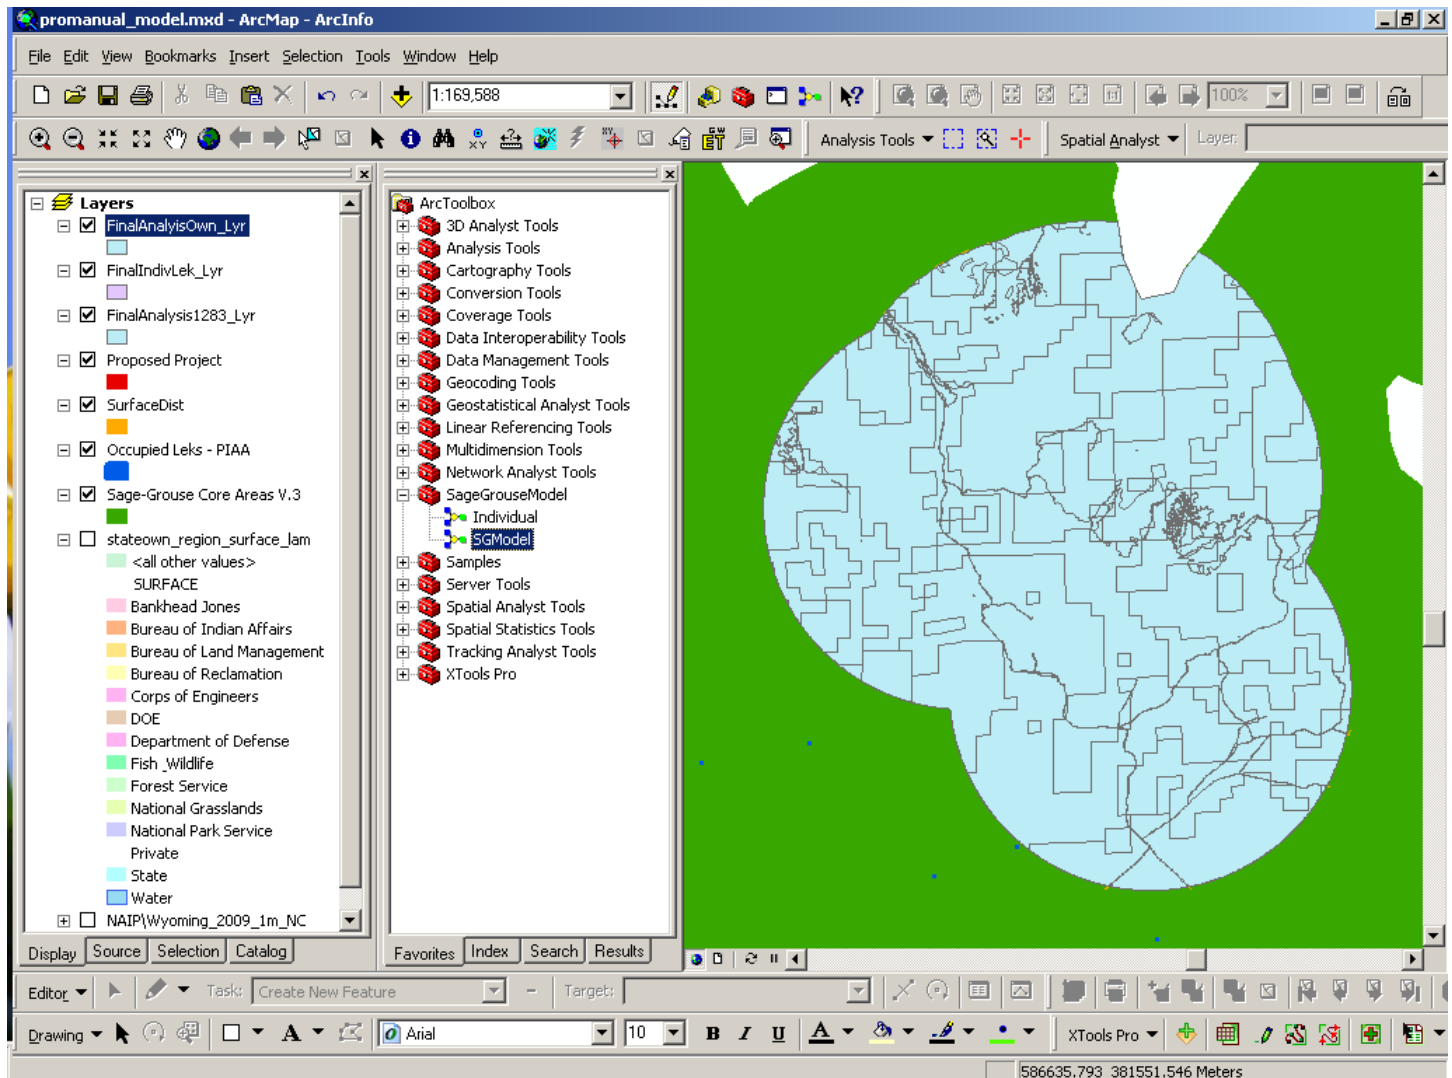 promanual_model.mxd - ArcMap - ArcInfo
File Edit View Bookmarks Insert Selection Tools Window Help
1:169,588 100%
Analysis Tools Spatial Analyst Layer:
Layers
FinalAnalyisOwn_Lyr
FinalIndivLek_Lyr
FinalAnalysis1283_Lyr
Proposed Project
SurfaceDist
Occupied Leks - PIAA
Sage-Grouse Core Areas V.3
stateown_region_surface_lam
<all other values>
SURFACE
Bankhead Jones
Bureau of Indian Affairs
Bureau of Land Management
Bureau of Reclamation
Corps of Engineers
DOE
Department of Defense
Fish _Wildlife
Forest Service
National Grasslands
National Park Service
Private
State
Water
NAIP\Wyoming_2009_1m_NC
Display Source Selection Catalog
ArcToolbox
3D Analyst Tools
Analysis Tools
Cartography Tools
Conversion Tools
Coverage Tools
Data Interoperability Tools
Data Management Tools
Geocoding Tools
Geostatistical Analyst Tools
Linear Referencing Tools
Multidimension Tools
Network Analyst Tools
SageGrouseModel
Individual
SGModel
Samples
Server Tools
Spatial Analyst Tools
Spatial Statistics Tools
Tracking Analyst Tools
XTools Pro
Favorites Index Search Results
Editor Task: Create New Feature Target:
Drawing A Arial 10 B I U A XTools Pro
586635.793 381551.546 Meters